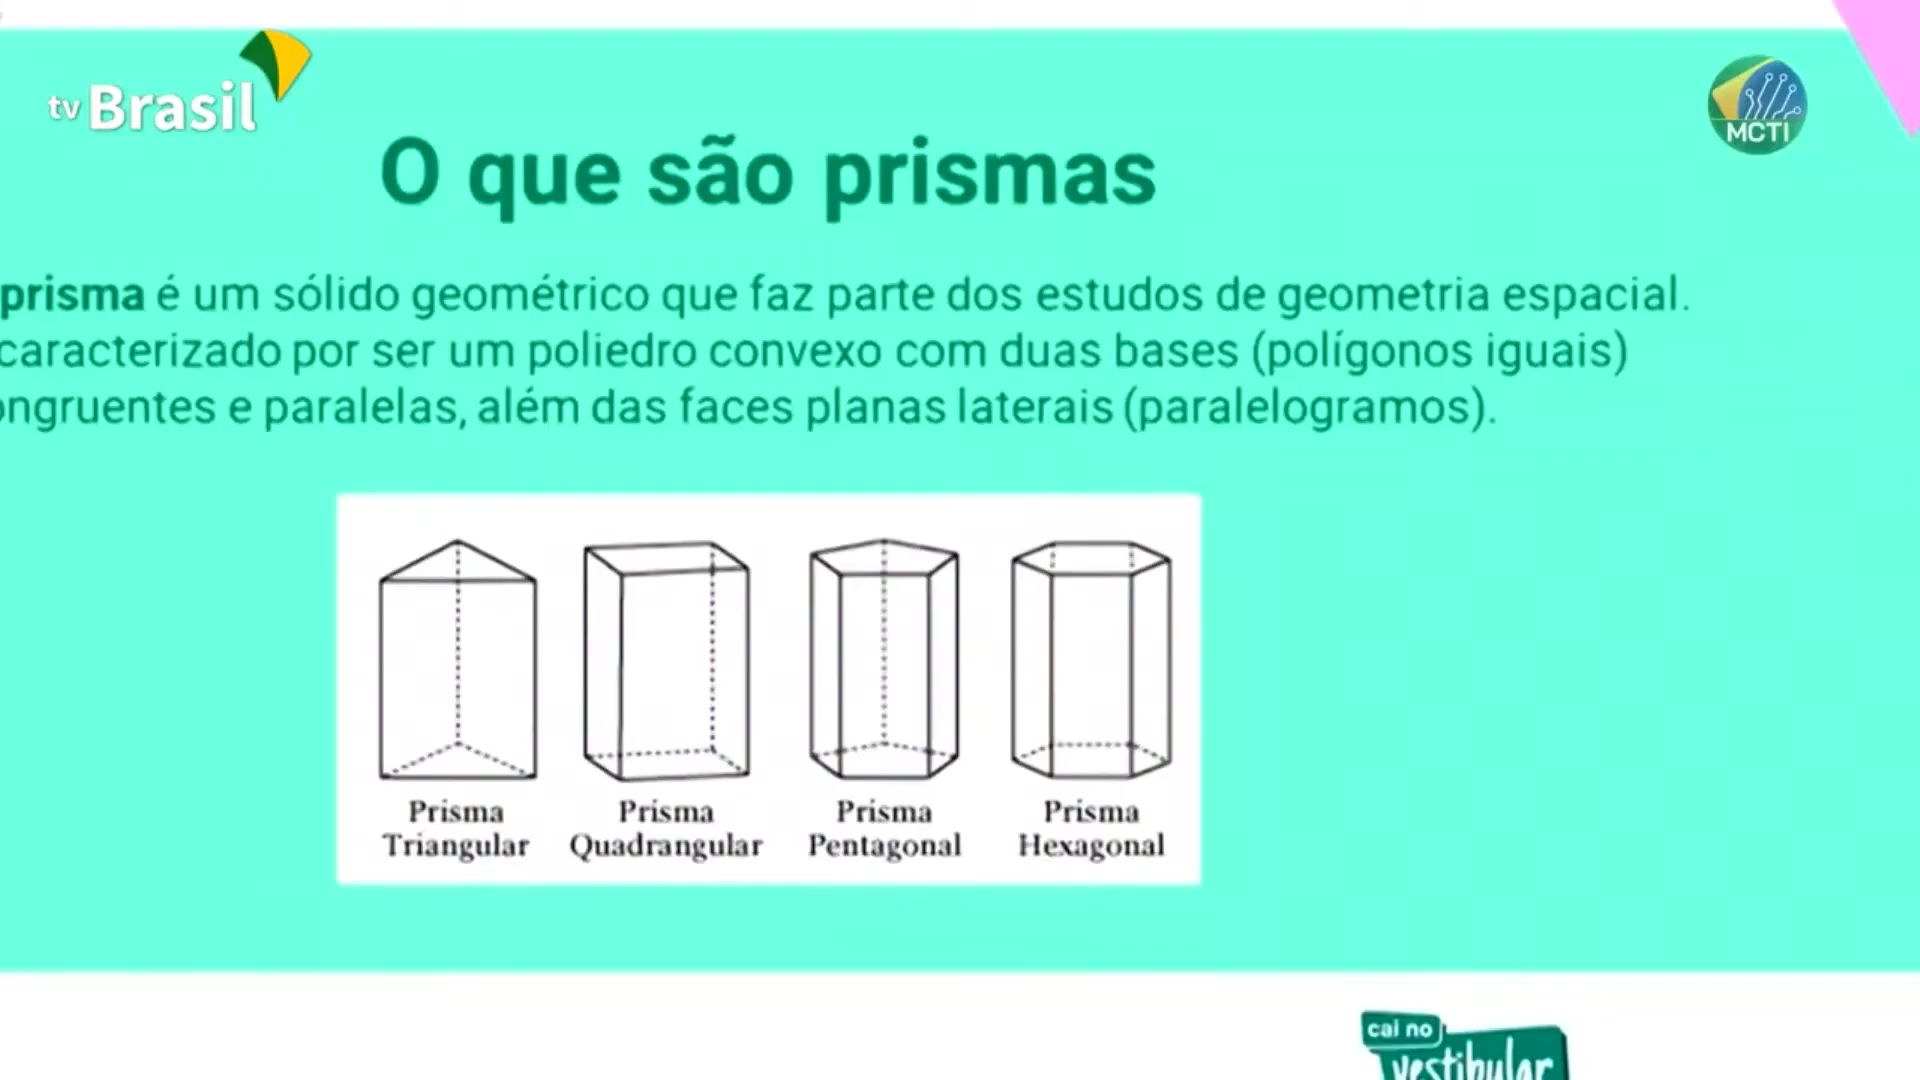 tv Brasil
MCTI
O que são prismas
prisma é um sólido geométrico que faz parte dos estudos de geometria espacial.
caracterizado por ser um poliedro convexo com duas bases (polígonos iguais)
ongruentes e paralelas, além das faces planas laterais (paralelogramos).
Prisma
Triangular
Prisma
Quadrangular
Prisma
Pentagonal
Prisma
Hexagonal
cai no
vestibular